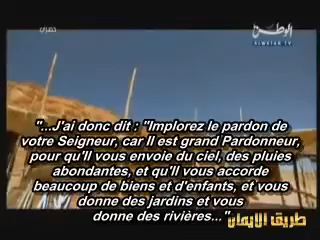 حصري
الوطن
ALWATAN TV
"...J'ai donc dit : "Implorez le pardon de
votre Seigneur, car Il est grand Pardonneur,
pour qu'Il vous envoie du ciel, des pluies
abondantes, et qu'Il vous accorde
beaucoup de biens et d'enfants, et vous
donne des jardins et vous
donne des rivières..."
طريق الايمان